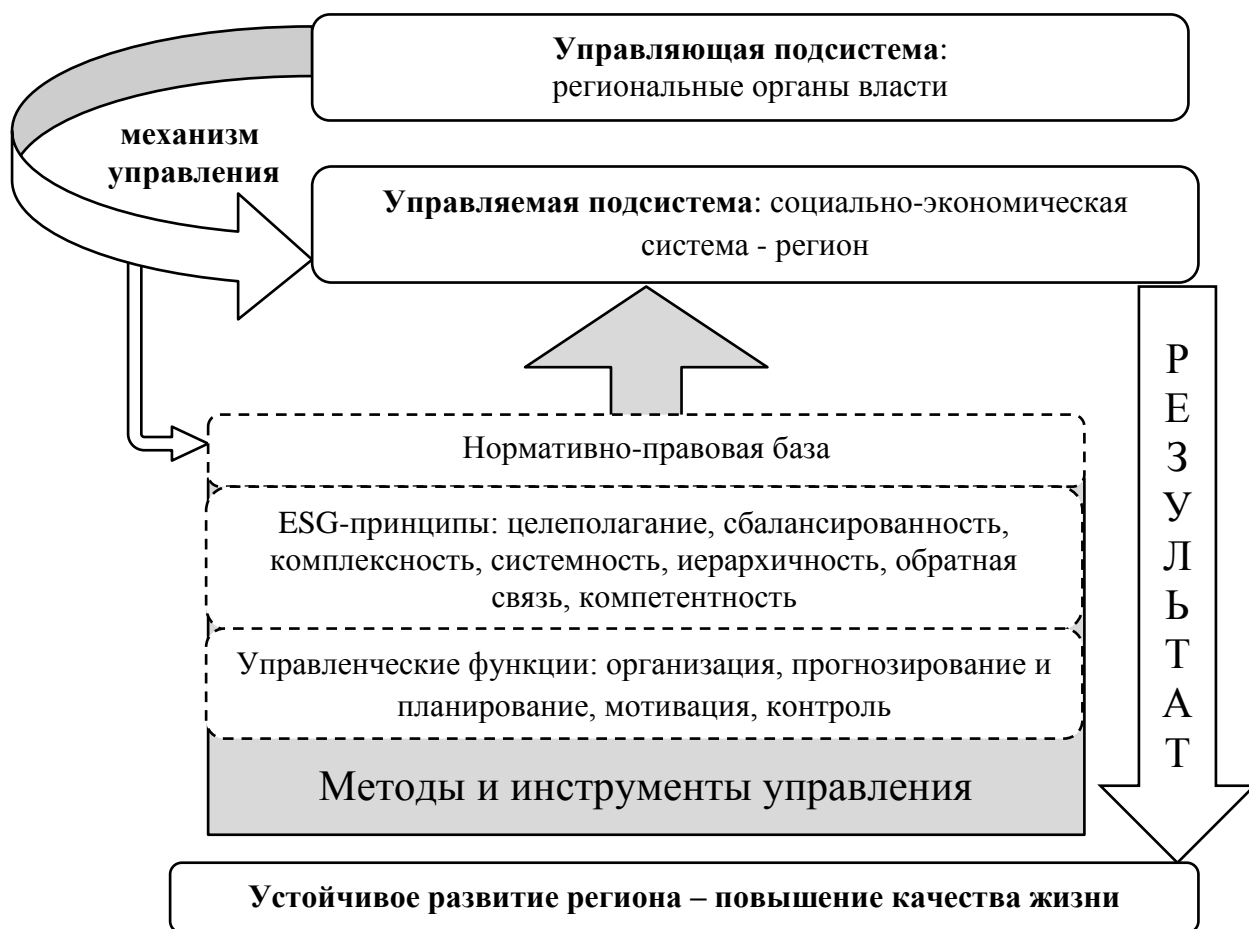 Управляющая подсистема:
региональные органы власти
механизм
управления
Управляемая подсистема: социально-экономическая
система - регион
Нормативно-правовая база
ESG-принципы: целеполагание, сбалансированность,
комплексность, системность, иерархичность, обратная
связь, компетентность
Управленческие функции: организация, прогнозирование и
планирование, мотивация, контроль
Методы и инструменты управления
Р
Е
З
У
Л
Ь
Т
А
Т
Устойчивое развитие региона – повышение качества жизни